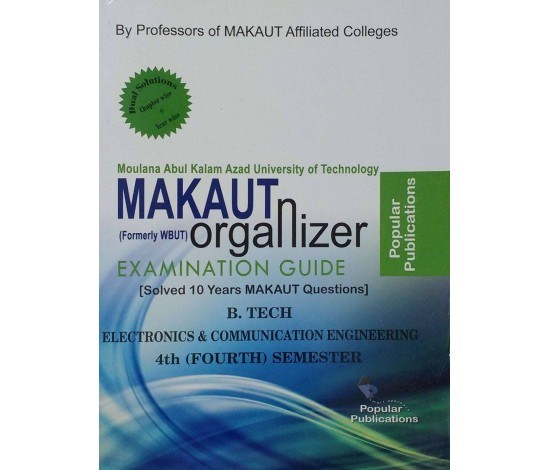 By Professors of MAKAUT Affiliated Colleges
Dual Solutions
Chapter wise
+
Year wise
Moulana Abul Kalam Azad University of Technology
MAKAUT
(Formerly WBUT)
organizer
EXAMINATION GUIDE
[Solved 10 Years MAKAUT Questions]
B. TECH
ELECTRONICS & COMMUNICATION ENGINEERING
4th (FOURTH) SEMESTER
Popular
Publications
Popular
Publications